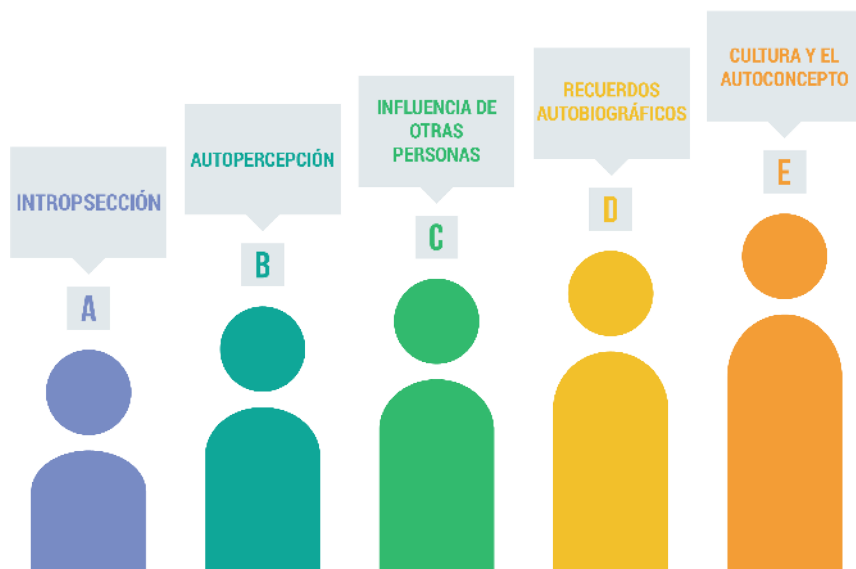 INTROPSECCIÓN
A
AUTOPERCEPCIÓN
B
INFLUENCIA DE
OTRAS
PERSONAS
C
RECUERDOS
AUTOBIOGRÁFICOS
D
CULTURA Y EL
AUTOCONCEPTO
E